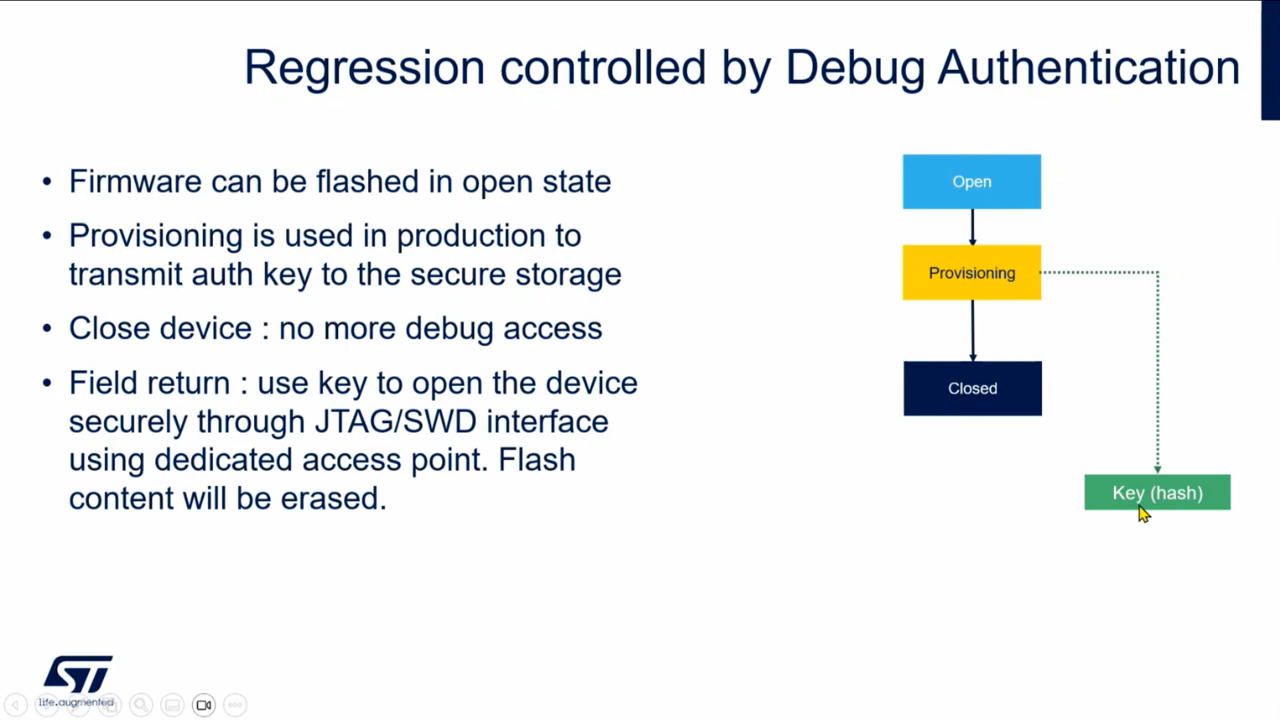 Regression controlled by Debug Authentication
• Firmware can be flashed in open state
• Provisioning is used in production to
transmit auth key to the secure storage
• Close device : no more debug access
• Field return : use key to open the device
securely through JTAG/SWD interface
using dedicated access point. Flash
content will be erased.
Open
Provisioning
Closed
Key (hash)
ST
life.augmented